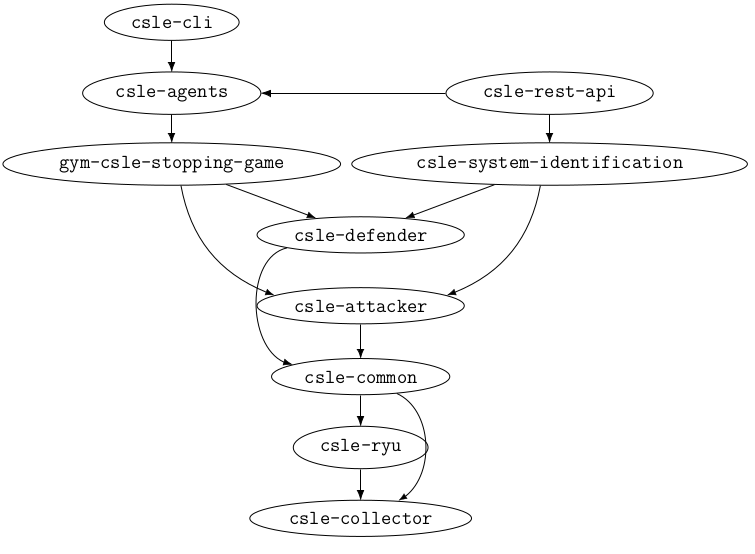 csle-cli
csle-agents
csle-rest-api
gym-csle-stopping-game
csle-system-identification
csle-defender
csle-attacker
csle-common
csle-ryu
csle-collector